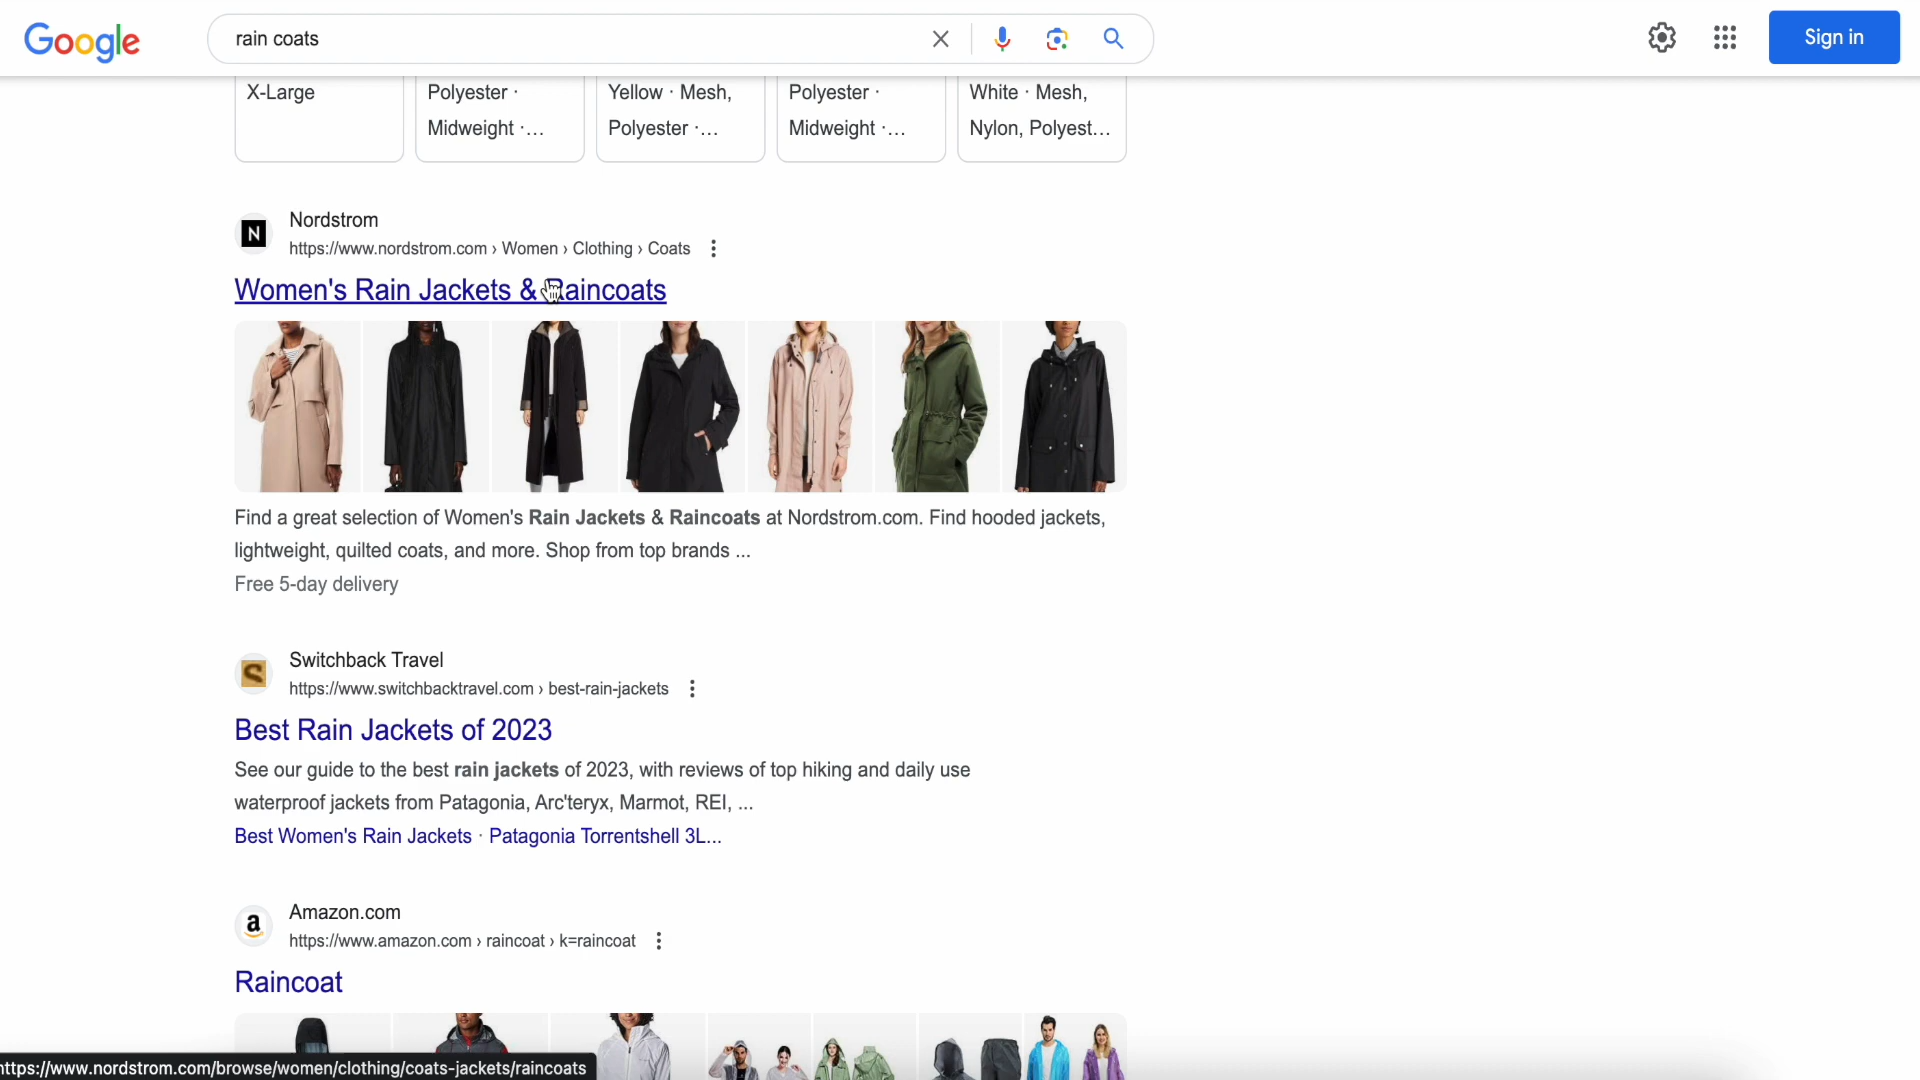 Google
rain coats
Sign in
X-Large
Polyester ·
Midweight ·...
Yellow · Mesh,
Polyester ·...
Polyester ·
Midweight ·...
White · Mesh,
Nylon, Polyest...
N
Nordstrom
https://www.nordstrom.com › Women › Clothing › Coats
Women's Rain Jackets & Raincoats
Find a great selection of Women's Rain Jackets & Raincoats at Nordstrom.com. Find hooded jackets,
lightweight, quilted coats, and more. Shop from top brands ...
Free 5-day delivery
S
Switchback Travel
https://www.switchbacktravel.com › best-rain-jackets
Best Rain Jackets of 2023
See our guide to the best rain jackets of 2023, with reviews of top hiking and daily use
waterproof jackets from Patagonia, Arc'teryx, Marmot, REI, ...
Best Women's Rain Jackets · Patagonia Torrentshell 3L...
a
Amazon.com
https://www.amazon.com › raincoat › k=raincoat
Raincoat
https://www.nordstrom.com/browse/women/clothing/coats-jackets/raincoats